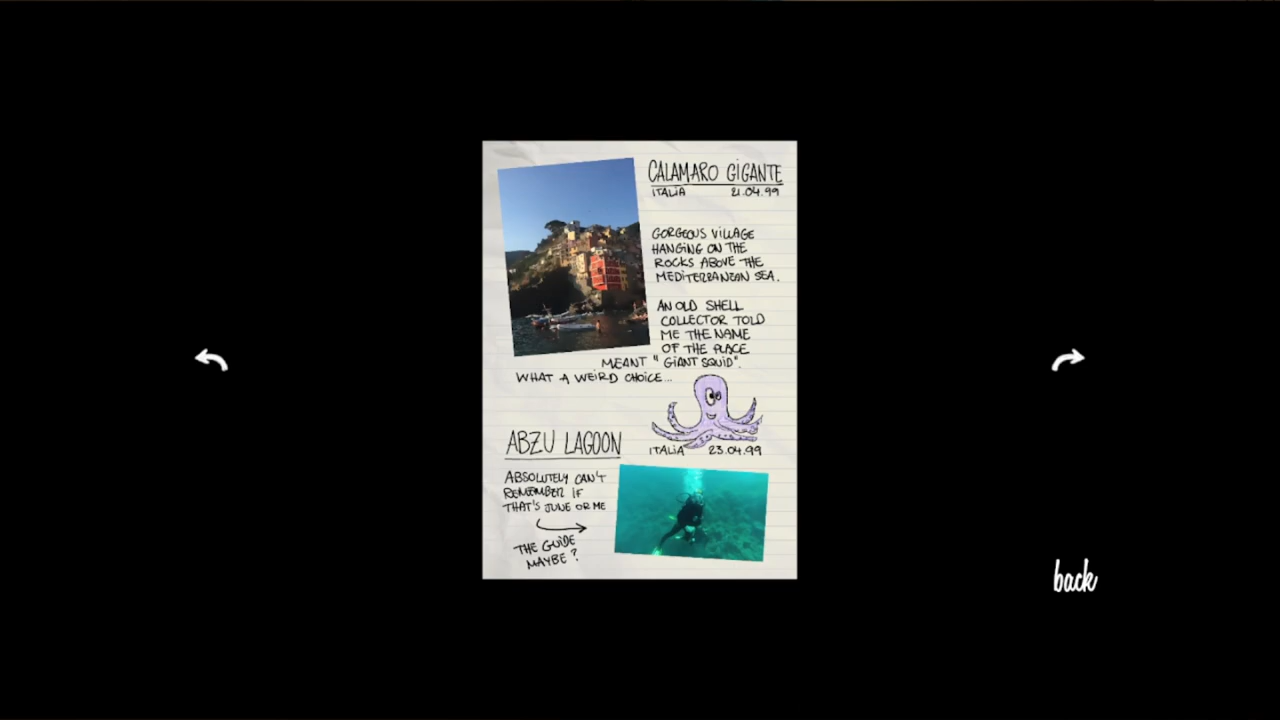 CALAMARO GIGANTE
ITALIA 21.04.99
GORGEOUS VILLAGE
HANGING ON THE
ROCKS ABOVE THE
MEDITERRANEAN SEA.
AN OLD SHELL
COLLECTOR TOLD
ME THE NAME
OF THE PLACE
MEANT "GIANT SQUID".
WHAT A WEIRD CHOICE...
ABZU LAGOON
ITALIA 23.04.99
ABSOLUTELY CAN'T
REMEMBER IF
THAT'S JUNE OR ME
THE GUIDE
MAYBE?
back